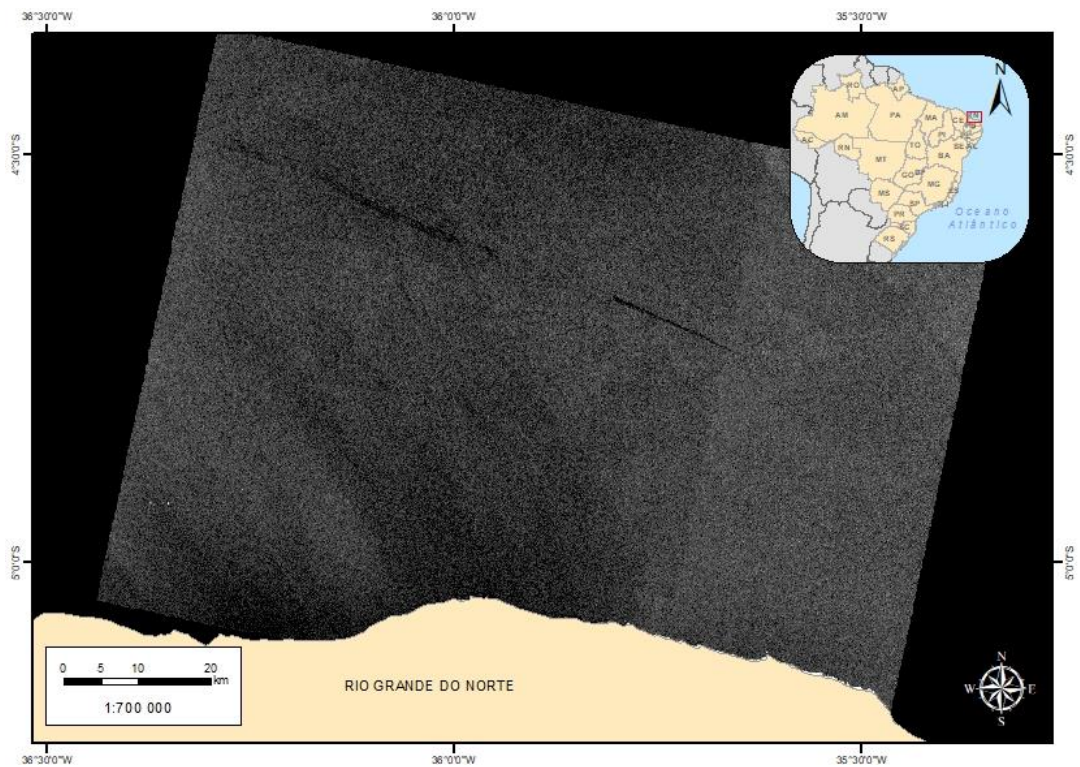 36°30'0"W
36°0'0"W
35°30'0"W
4°30'0"S
4°30'0"S
N
AP
AM
PA
MA
CE
PI
AC
RN
TO
SE
AL
BA
MT
GO
MG
ES
MS
SP
PR
SC
RS
Oceano
Atlântico
5°0'0"S
5°0'0"S
0 5 10 20
km
1:700 000
RIO GRANDE DO NORTE
N
W
E
S
36°30'0"W
36°0'0"W
35°30'0"W